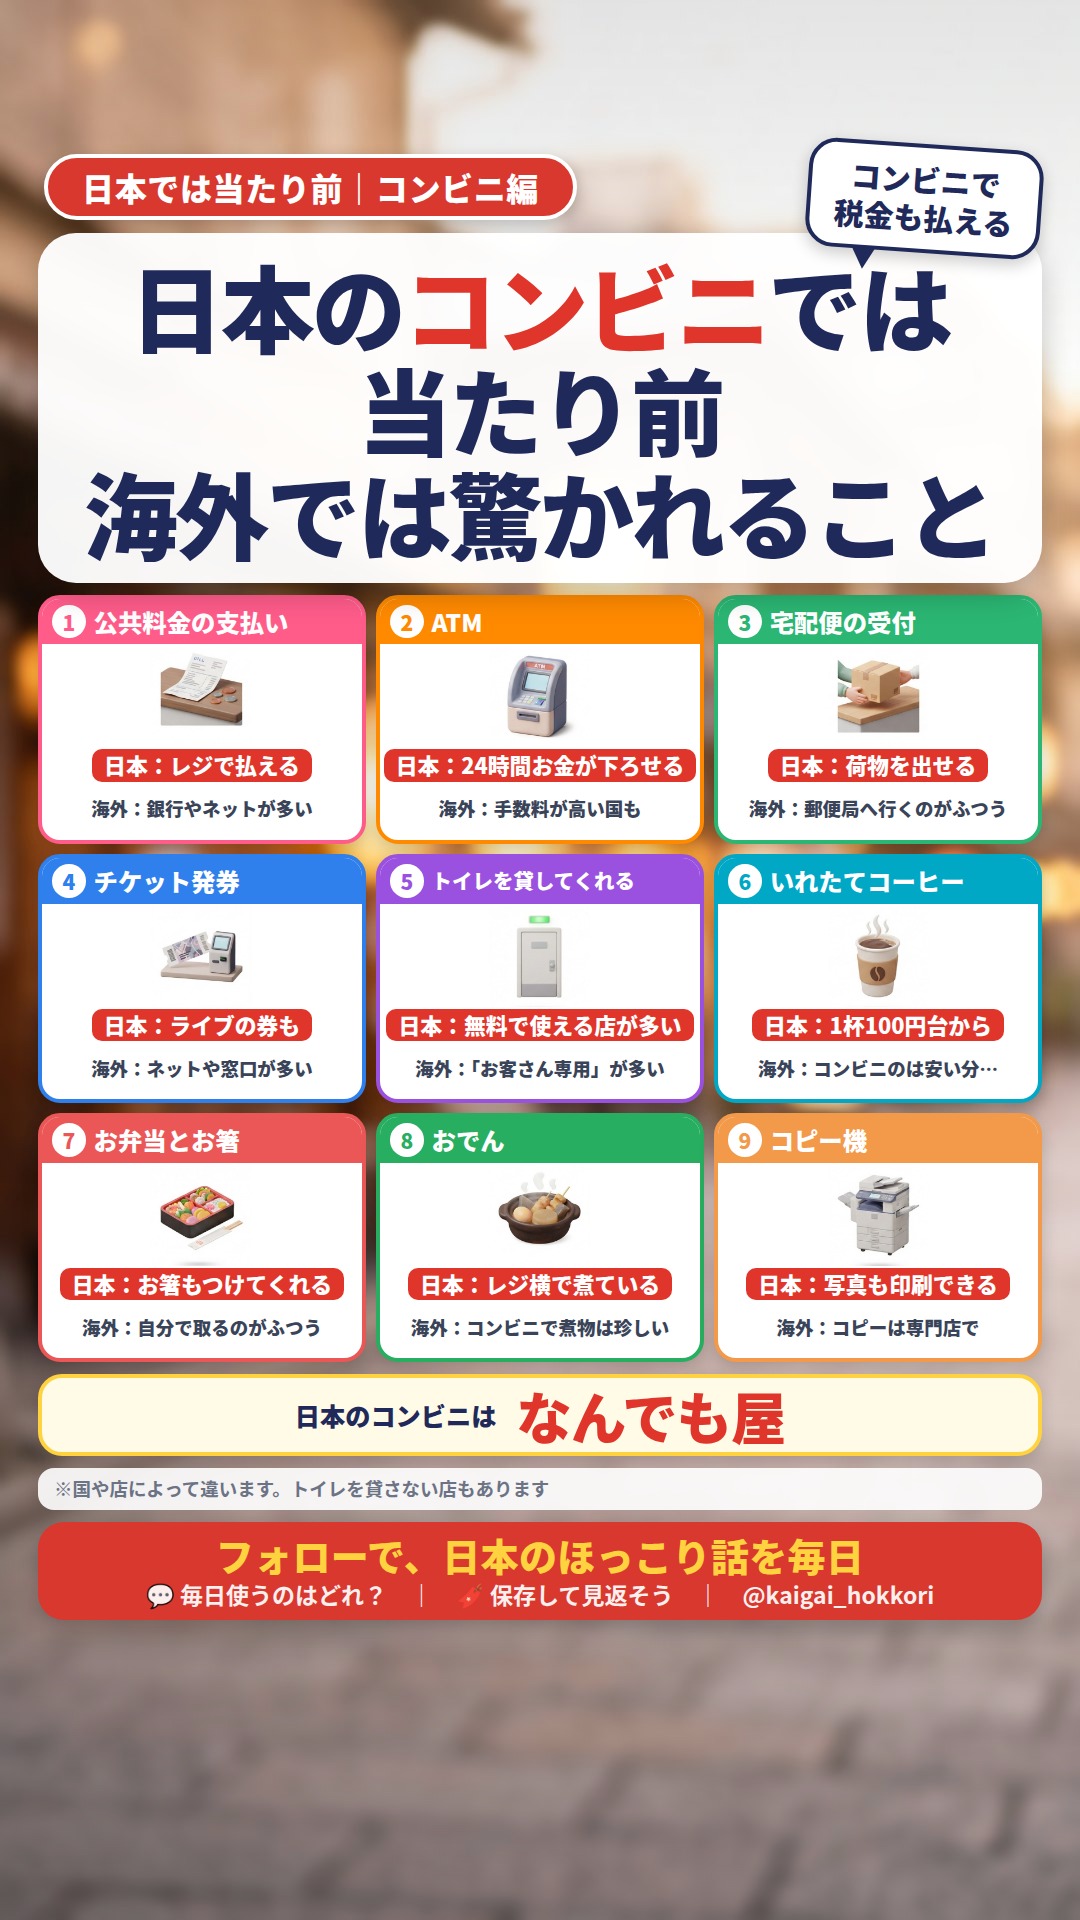 日本では当たり前｜コンビニ編
コンビニで
税金も払える
日本のコンビニでは
当たり前
海外では驚かれること
1 公共料金の支払い
日本：レジで払える
海外：銀行やネットが多い
2 ATM
ATM
日本：24時間お金が下ろせる
海外：手数料が高い国も
3 宅配便の受付
日本：荷物を出せる
海外：郵便局へ行くのがふつう
4 チケット発券
日本：ライブの券も
海外：ネットや窓口が多い
5 トイレを貸してくれる
日本：無料で使える店が多い
海外：「お客さん専用」が多い
6 いれたてコーヒー
日本：1杯100円台から
海外：コンビニのは安い分…
7 お弁当とお箸
日本：お箸もつけてくれる
海外：自分で取るのがふつう
8 おでん
日本：レジ横で煮ている
海外：コンビニで煮物は珍しい
9 コピー機
日本：写真も印刷できる
海外：コピーは専門店で
日本のコンビニは なんでも屋
※国や店によって違います。トイレを貸さない店もあります
フォローで、日本のほっこり話を毎日
💬 毎日使うのはどれ？ ｜ 🔖 保存して見返そう ｜ @kaigai_hokkori